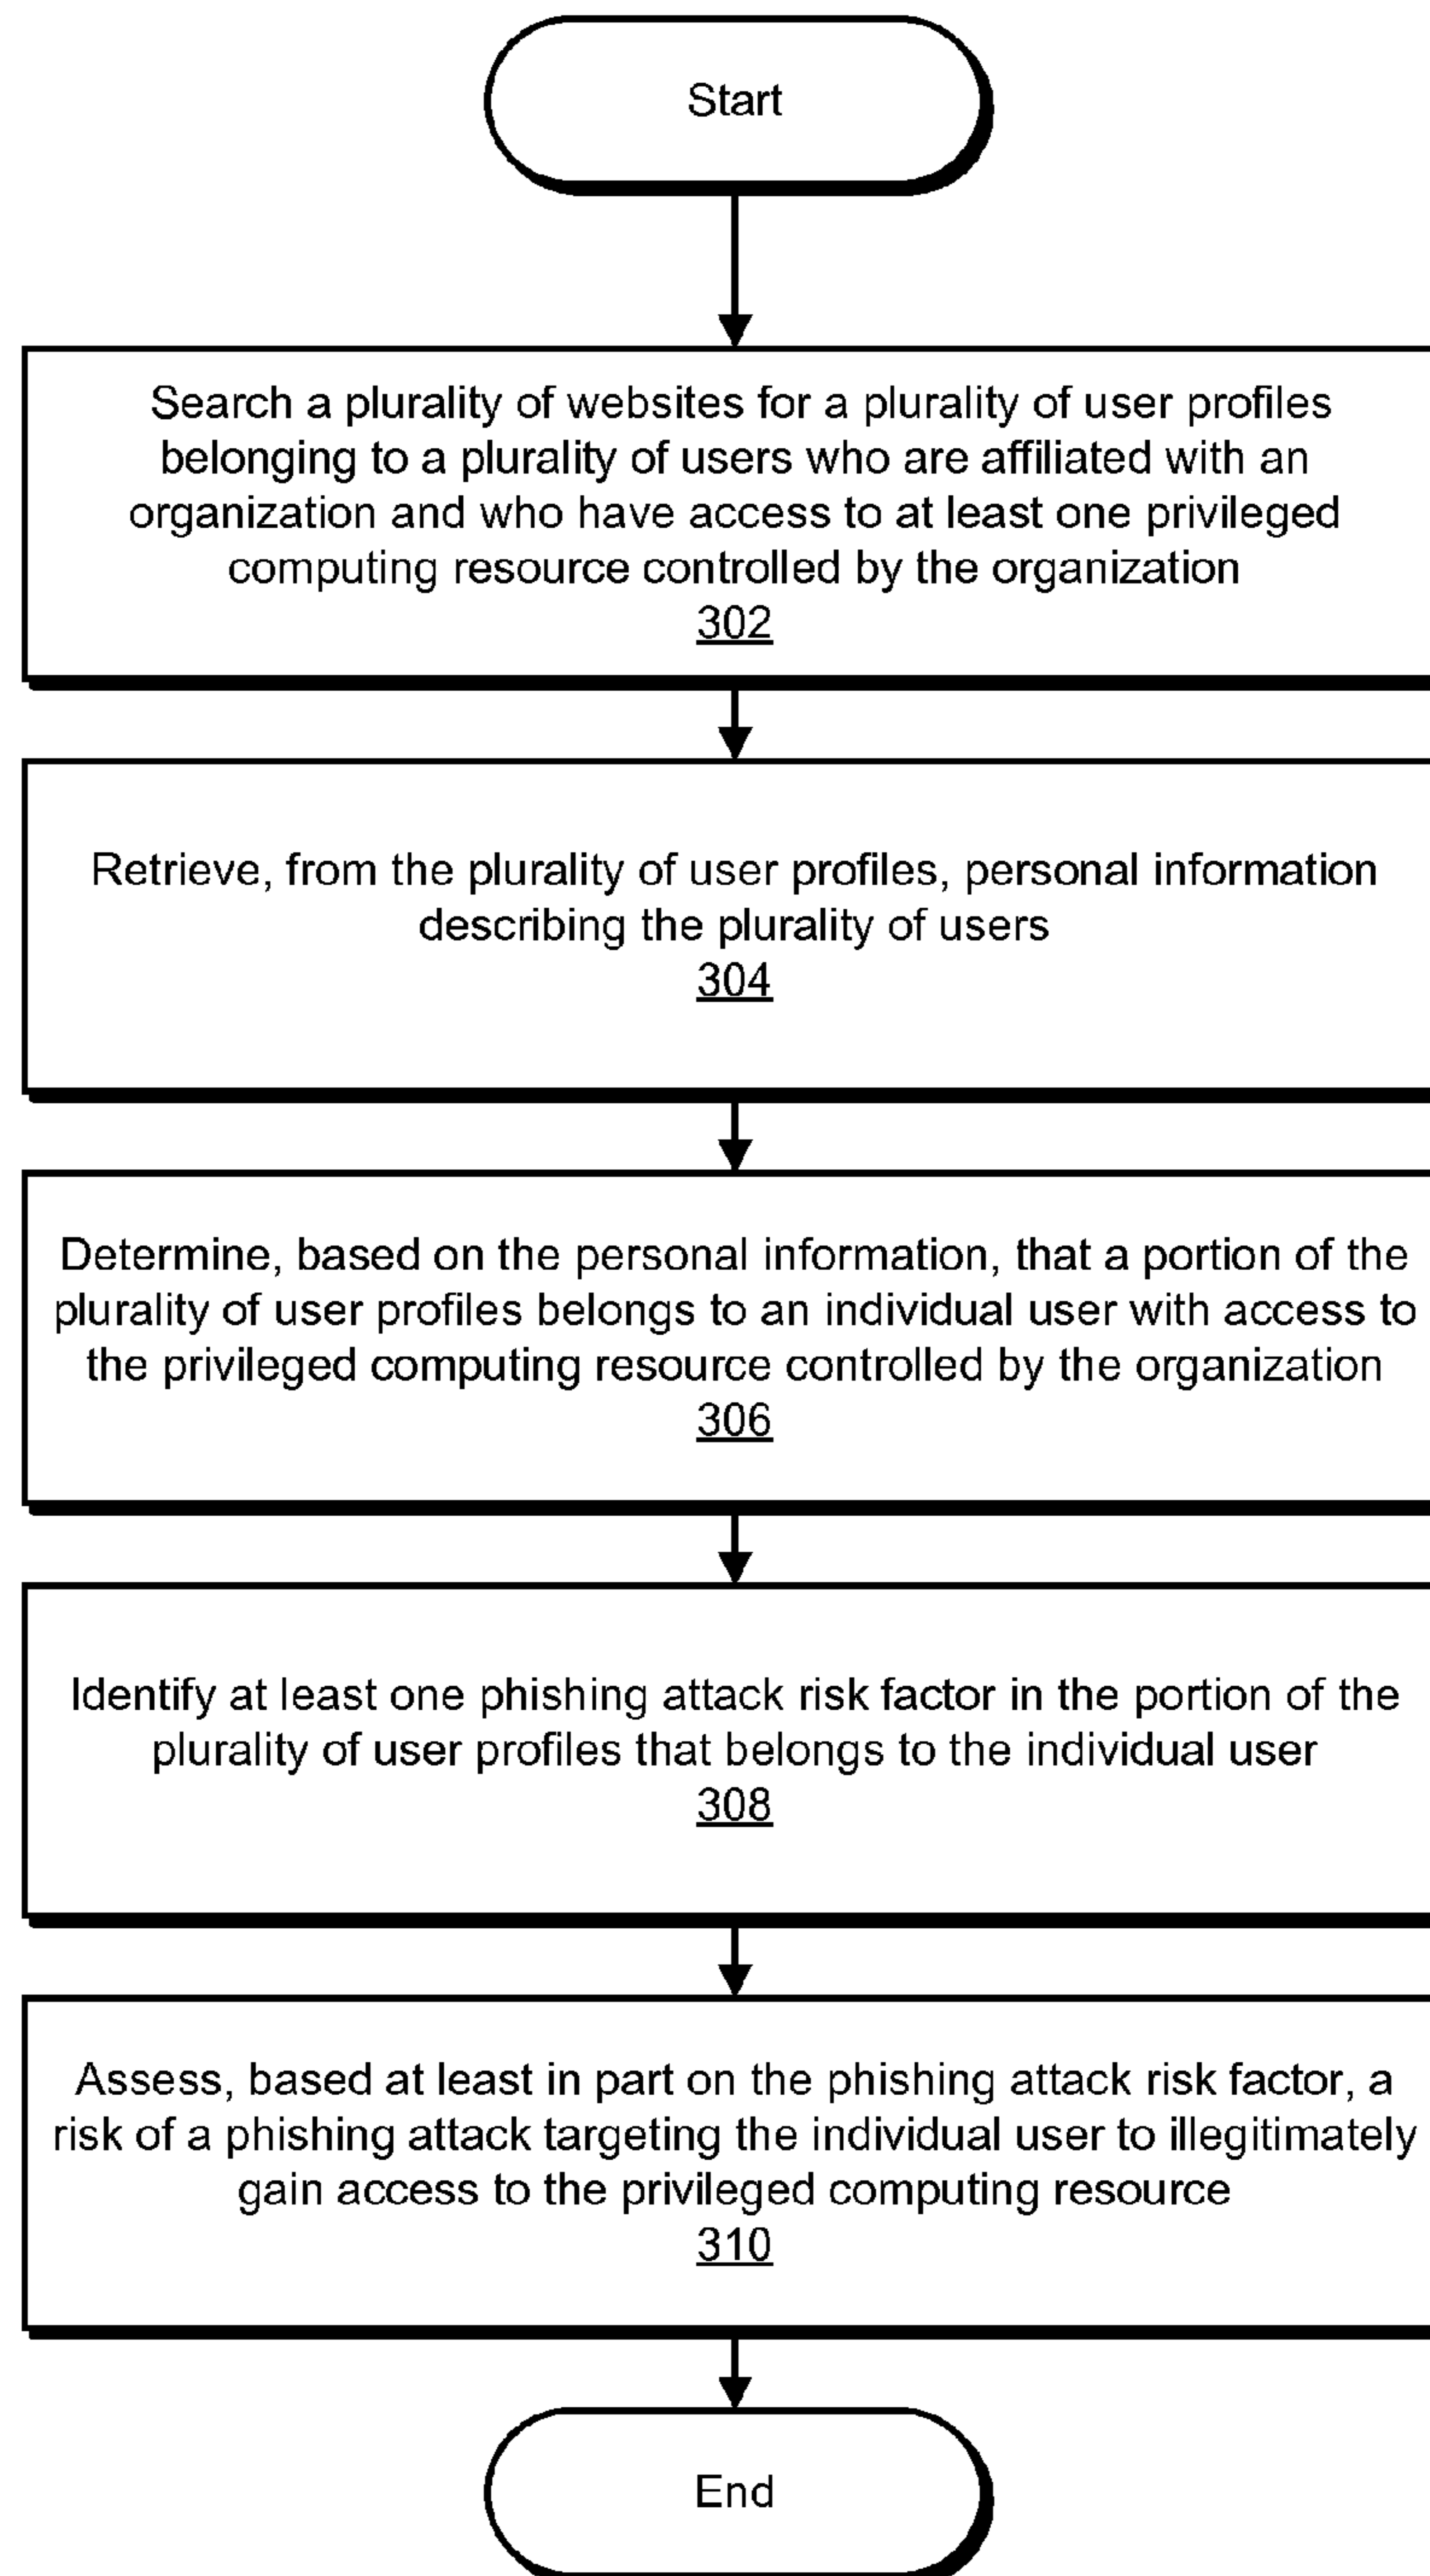 Start
Search a plurality of websites for a plurality of user profiles
belonging to a plurality of users who are affiliated with an
organization and who have access to at least one privileged
computing resource controlled by the organization
302
Retrieve, from the plurality of user profiles, personal information
describing the plurality of users
304
Determine, based on the personal information, that a portion of the
plurality of user profiles belongs to an individual user with access to
the privileged computing resource controlled by the organization
306
Identify at least one phishing attack risk factor in the portion of the
plurality of user profiles that belongs to the individual user
308
Assess, based at least in part on the phishing attack risk factor, a
risk of a phishing attack targeting the individual user to illegitimately
gain access to the privileged computing resource
310
End